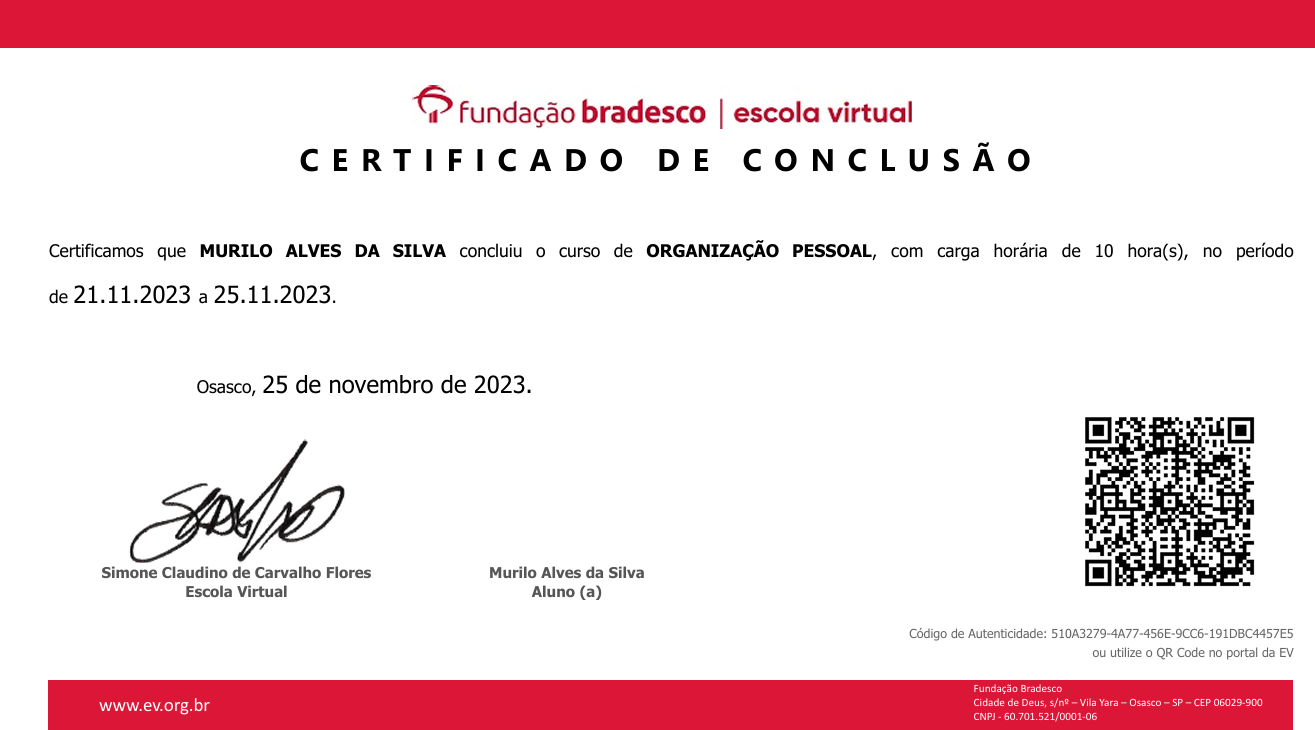 fundação bradesco | escola virtual
CERTIFICADO DE CONCLUSÃO
Certificamos que MURILO ALVES DA SILVA concluiu o curso de ORGANIZAÇÃO PESSOAL, com carga horária de 10 hora(s), no período
de 21.11.2023 a 25.11.2023.
Osasco, 25 de novembro de 2023.
Simone Claudino de Carvalho Flores
Escola Virtual
Murilo Alves da Silva
Aluno (a)
Código de Autenticidade: 510A3279-4A77-456E-9CC6-191DBC4457E5
ou utilize o QR Code no portal da EV
www.ev.org.br
Fundação Bradesco
Cidade de Deus, s/nº – Vila Yara – Osasco – SP – CEP 06029-900
CNPJ - 60.701.521/0001-06